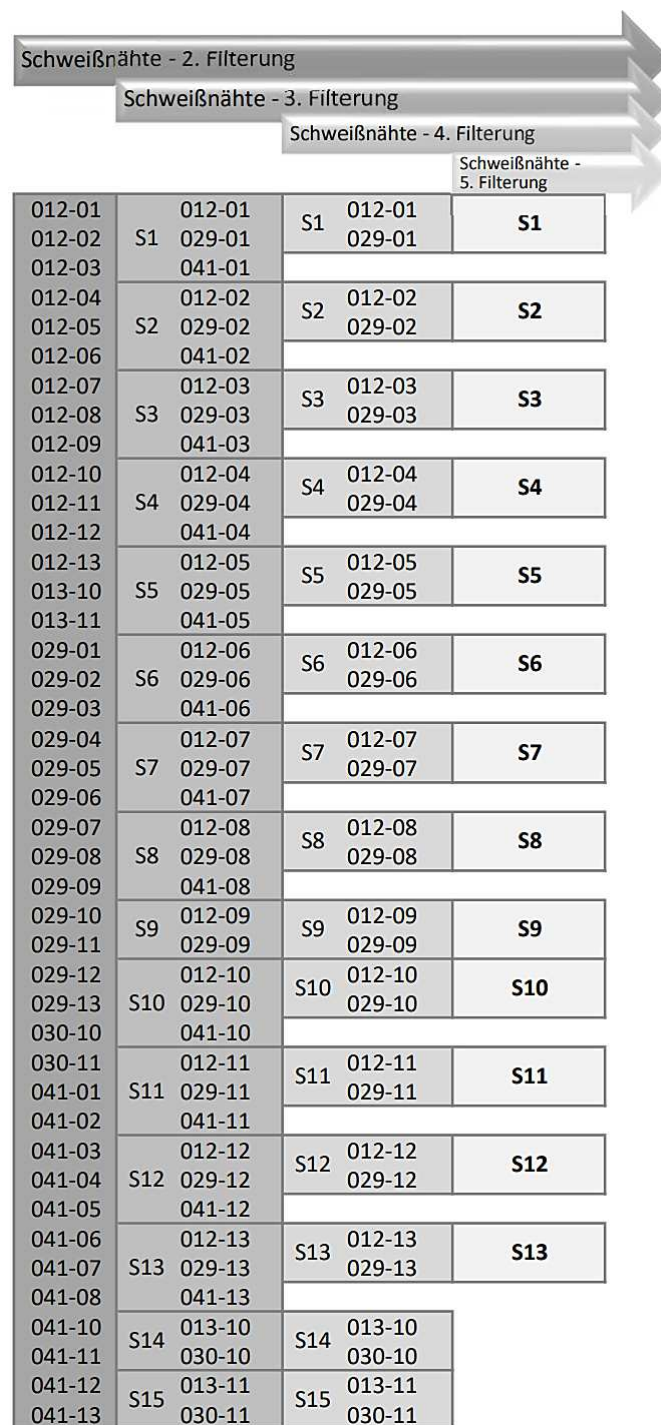 Schweißnähte - 2. Filterung
Schweißnähte - 3. Filterung
Schweißnähte - 4. Filterung
Schweißnähte -
5. Filterung
012-01 012-01 012-01
012-02 S1 029-01 S1 029-01 S1
012-03 041-01
012-04 012-02 012-02
012-05 S2 029-02 S2 029-02 S2
012-06 041-02
012-07 012-03 012-03
012-08 S3 029-03 S3 029-03 S3
012-09 041-03
012-10 012-04 012-04
012-11 S4 029-04 S4 029-04 S4
012-12 041-04
012-13 012-05 012-05
013-10 S5 029-05 S5 029-05 S5
013-11 041-05
029-01 012-06 012-06
029-02 S6 029-06 S6 029-06 S6
029-03 041-06
029-04 012-07 012-07
029-05 S7 029-07 S7 029-07 S7
029-06 041-07
029-07 012-08 012-08
029-08 S8 029-08 S8 029-08 S8
029-09 041-08
029-10 S9 012-09 S9 012-09 S9
029-11 029-09 029-09
029-12 012-10 012-10
029-13 S10 029-10 S10 029-10 S10
030-10 041-10
030-11 012-11 012-11
041-01 S11 029-11 S11 029-11 S11
041-02 041-11
041-03 012-12 012-12
041-04 S12 029-12 S12 029-12 S12
041-05 041-12
041-06 012-13 012-13
041-07 S13 029-13 S13 029-13 S13
041-08 041-13
041-10 S14 013-10 S14 013-10
041-11 030-10 030-10
041-12 S15 013-11 S15 013-11
041-13 030-11 030-11